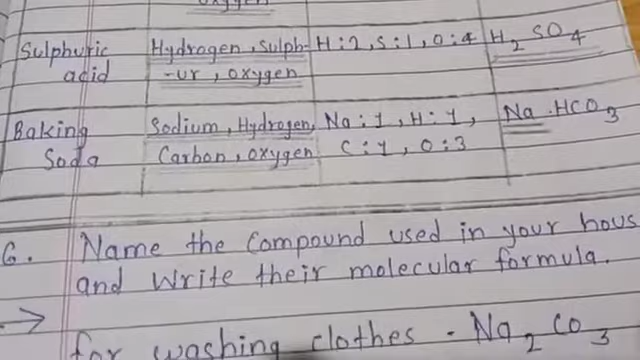 oxygen
Sulphuric Hydrogen, Sulph- H:2, S:1, O:4 H₂SO₄
acid -ur, oxygen
Baking Sodium, Hydrogen, Na:1, H:1, Na.HCO₃
Soda Carbon, oxygen C:1, O:3
6. Name the compound used in your hous
and write their molecular formula.
→ for washing clothes - Na₂CO₃